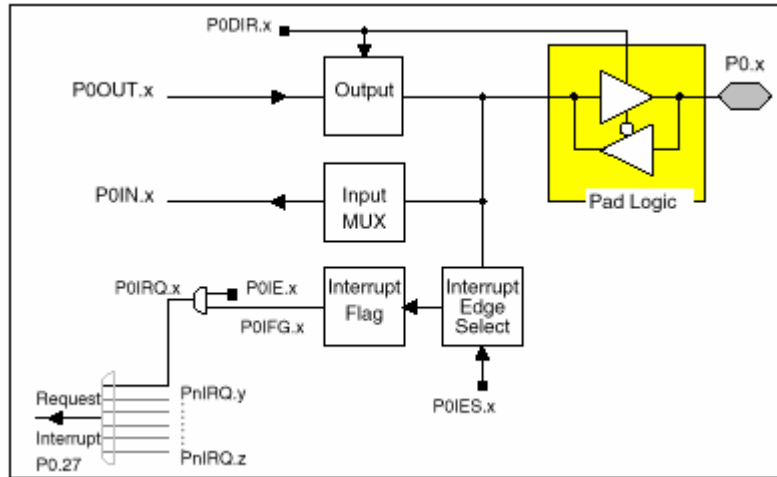 P0DIR.x
P0.x
P0OUT.x
Output
P0IN.x
Input
MUX
Pad Logic
P0IRQ.x
P0IE.x
P0IFG.x
Interrupt
Flag
Interrupt
Edge
Select
P0IES.x
Request
Interrupt
P0.27
PnIRQ.y
PnIRQ.z